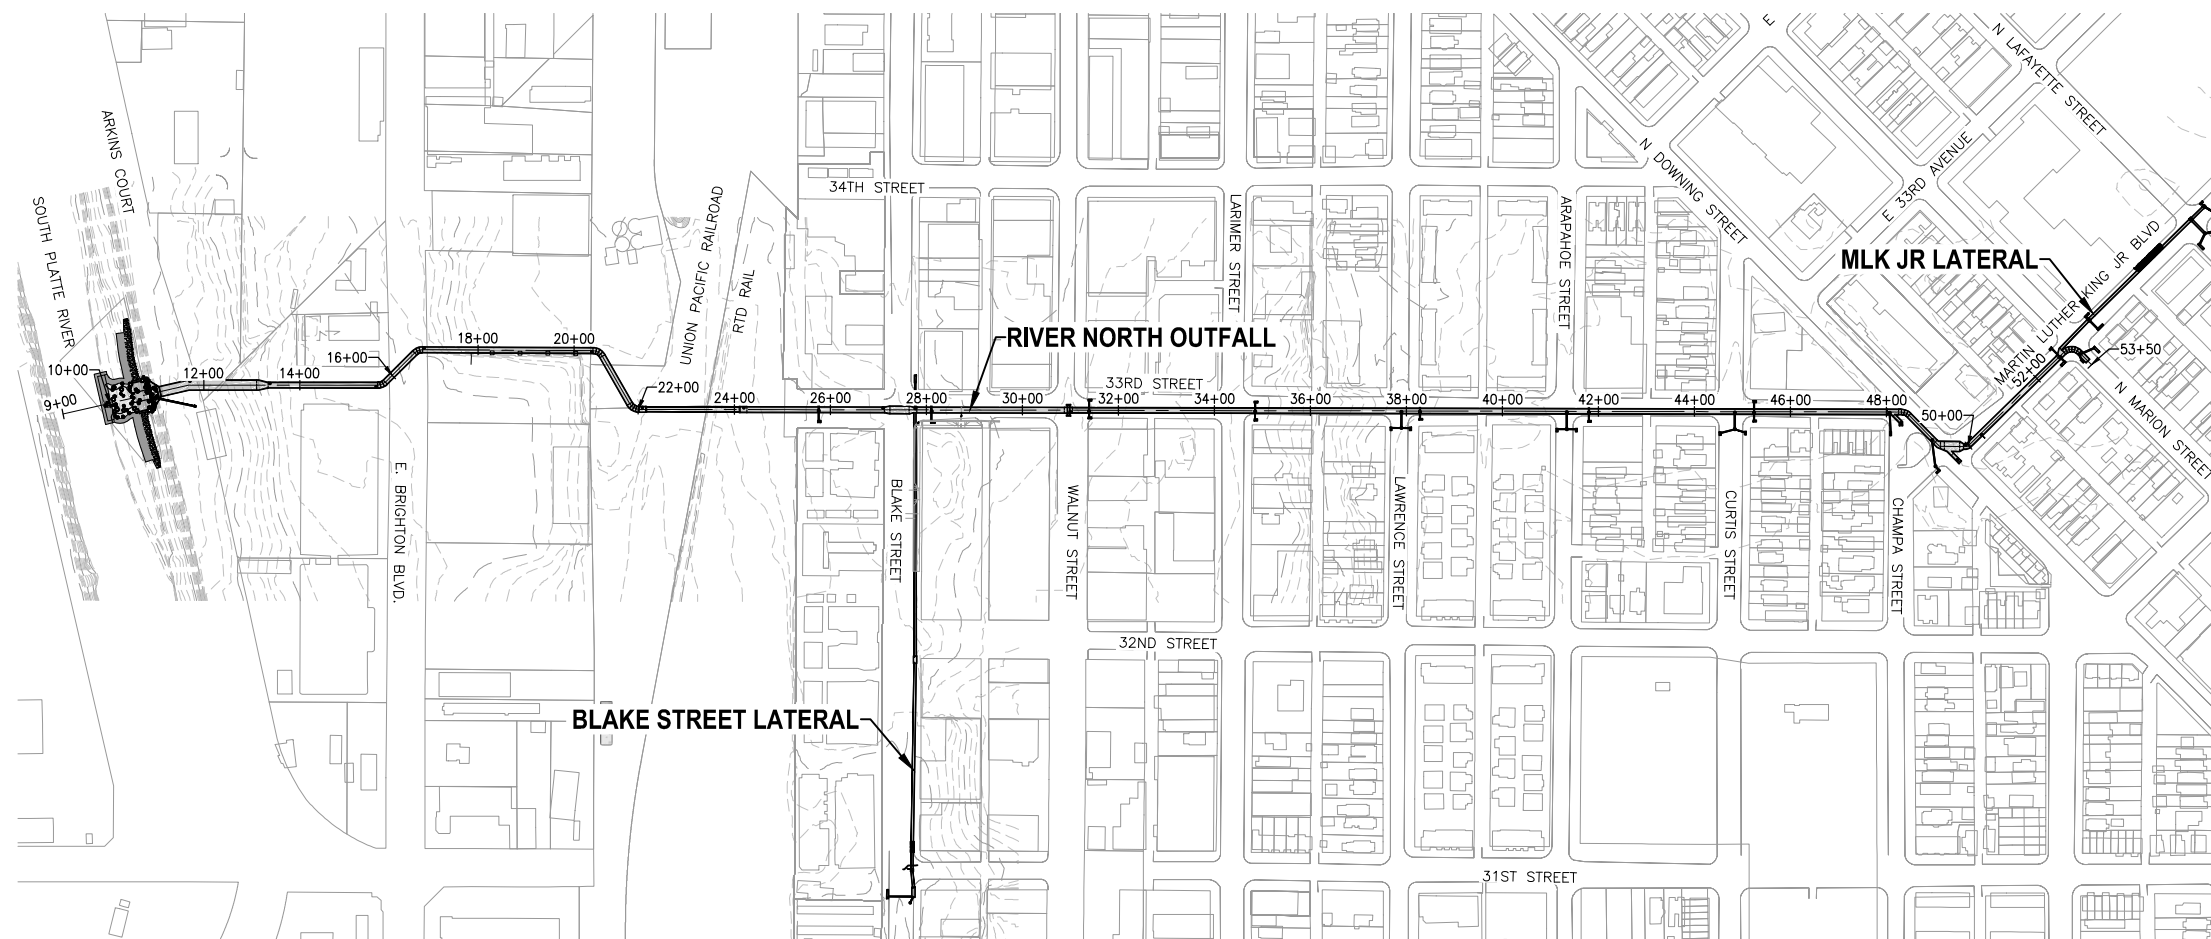 E
N LAFAYETTE STREET
ARKINS COURT
N DOWNING STREET
E 33RD AVENUE
34TH STREET
SOUTH PLATTE RIVER
UNION PACIFIC RAILROAD
RTD RAIL
LARIMER STREET
ARAPAHOE STREET
MLK JR LATERAL
MARTIN LUTHER KING JR BLVD
RIVER NORTH OUTFALL
33RD STREET
9+00
10+00
12+00
14+00
16+00
18+00
20+00
22+00
24+00
26+00
28+00
30+00
32+00
34+00
36+00
38+00
40+00
42+00
44+00
46+00
48+00
50+00
52+00
53+50
N MARION STREET
E. BRIGHTON BLVD.
BLAKE STREET
WALNUT STREET
LAWRENCE STREET
CURTIS STREET
CHAMPA STREET
32ND STREET
BLAKE STREET LATERAL
31ST STREET